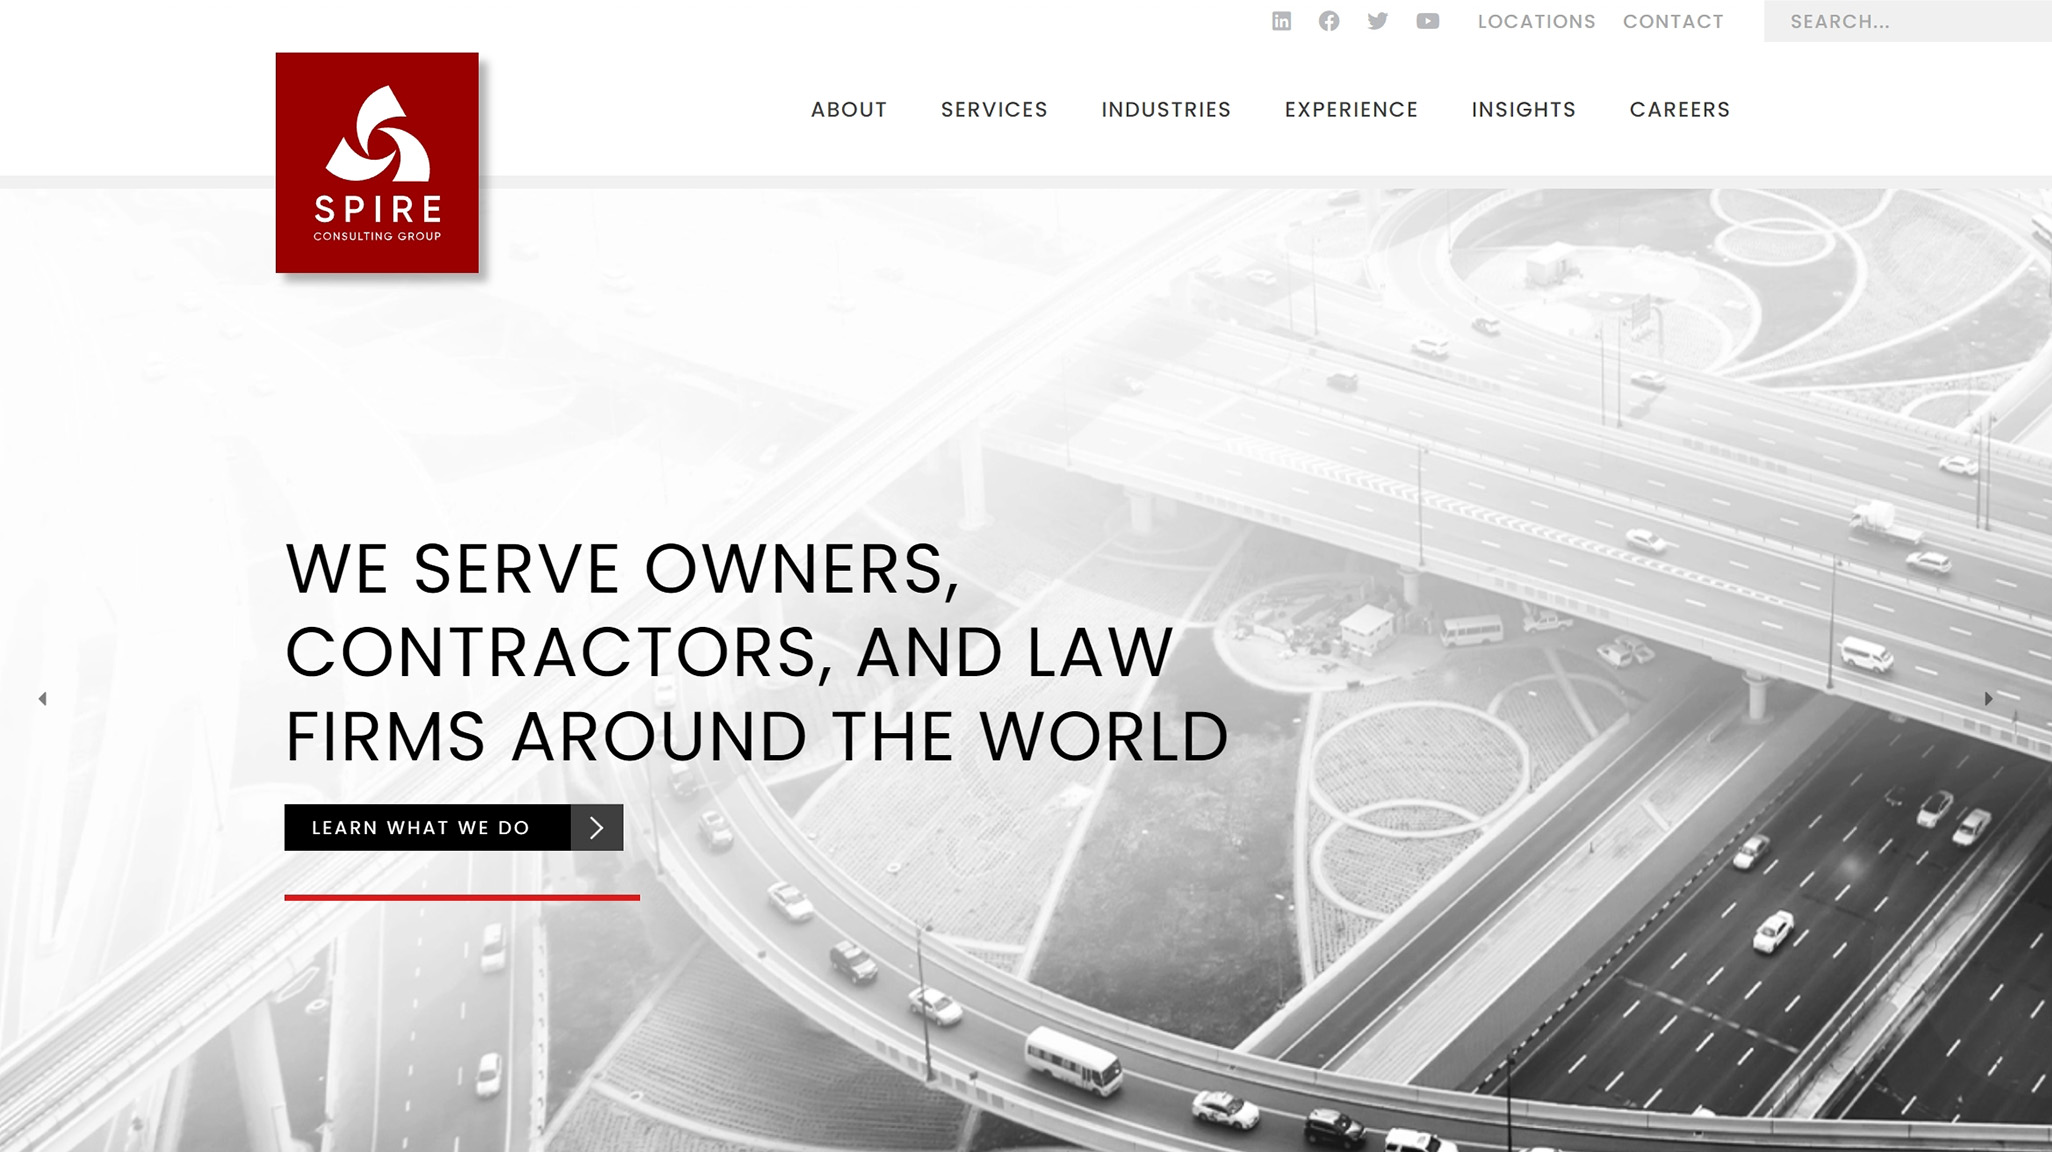 LOCATIONS
CONTACT
SEARCH...
SPIRE
CONSULTING GROUP
ABOUT
SERVICES
INDUSTRIES
EXPERIENCE
INSIGHTS
CAREERS
WE SERVE OWNERS,
CONTRACTORS, AND LAW
FIRMS AROUND THE WORLD
LEARN WHAT WE DO